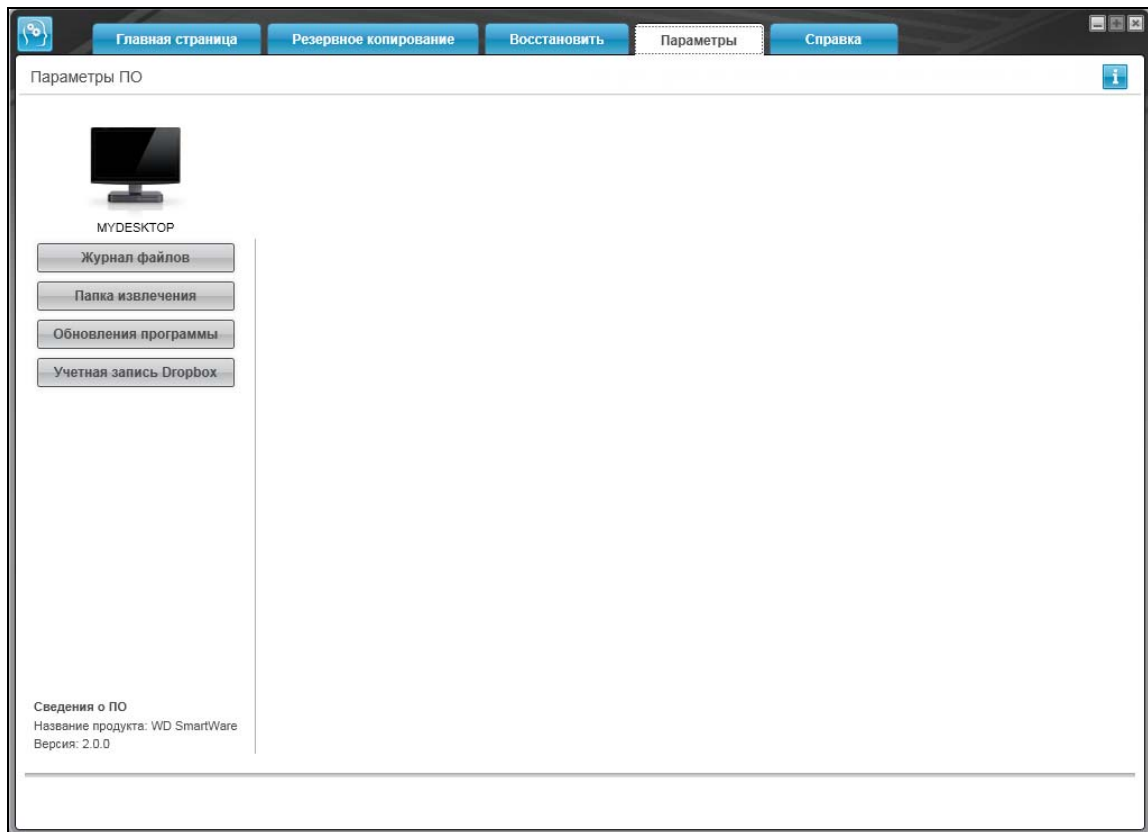 Главная страница
Резервное копирование
Восстановить
Параметры
Справка
Параметры ПО
i
MYDESKTOP
Журнал файлов
Папка извлечения
Обновления программы
Учетная запись Dropbox
Сведения о ПО
Название продукта: WD SmartWare
Версия: 2.0.0